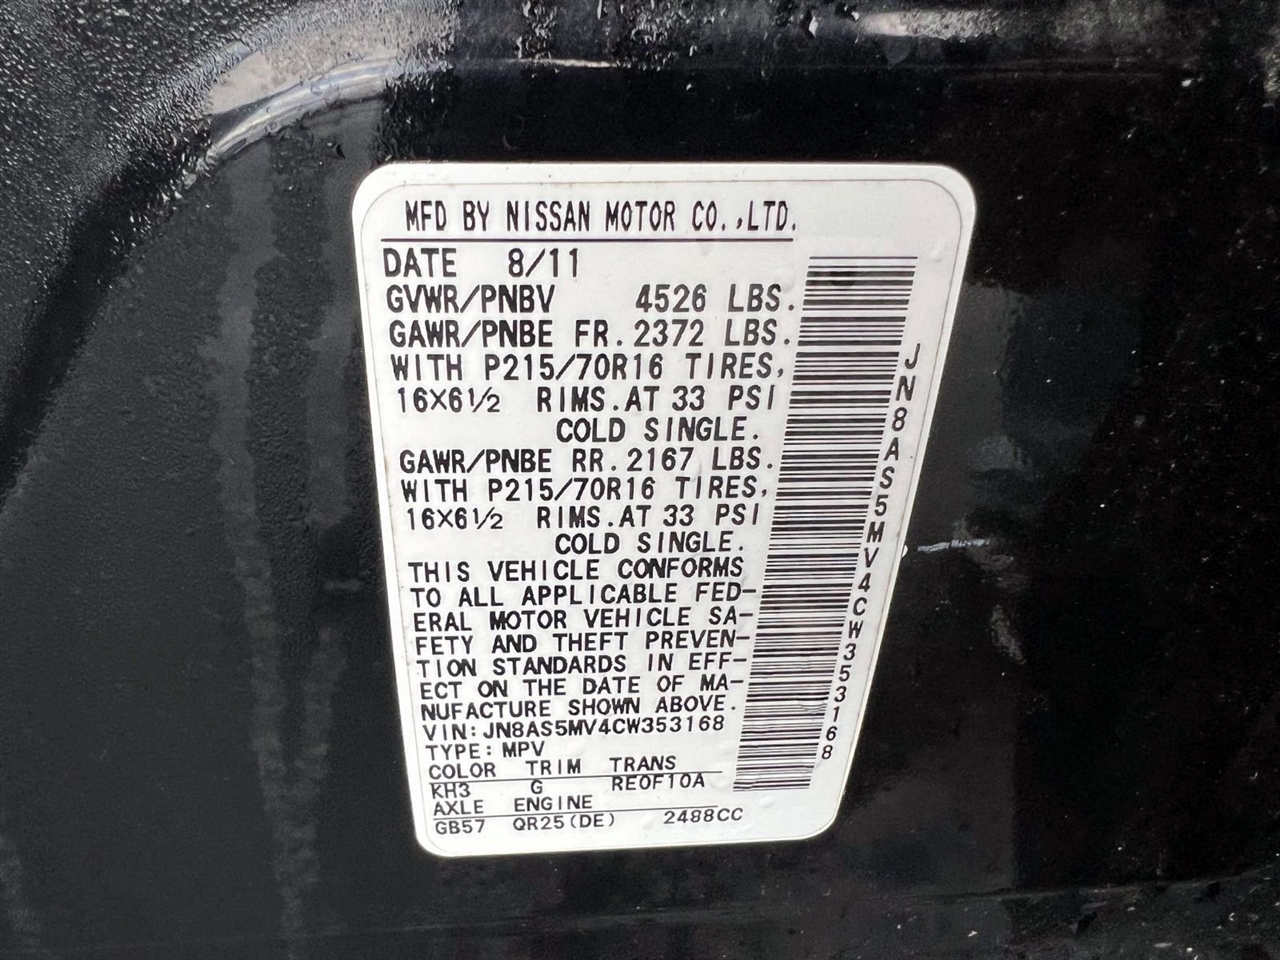 MFD BY NISSAN MOTOR CO.,LTD.
DATE 8/11
GVWR/PNBV 4526 LBS.
GAWR/PNBE FR. 2372 LBS.
WITH P215/70R16 TIRES,
16X6½ RIMS. AT 33 PSI
COLD SINGLE.
GAWR/PNBE RR. 2167 LBS.
WITH P215/70R16 TIRES,
16X6½ RIMS. AT 33 PSI
COLD SINGLE.
THIS VEHICLE CONFORMS
TO ALL APPLICABLE FED-
ERAL MOTOR VEHICLE SA-
FETY AND THEFT PREVEN-
TION STANDARDS IN EFF-
ECT ON THE DATE OF MA-
NUFACTURE SHOWN ABOVE.
VIN: JN8AS5MV4CW353168
TYPE: MPV
COLOR TRIM TRANS
KH3 G RE0F10A
AXLE ENGINE
GB57 QR25(DE) 2488CC
JN8AS5MV4CW353168